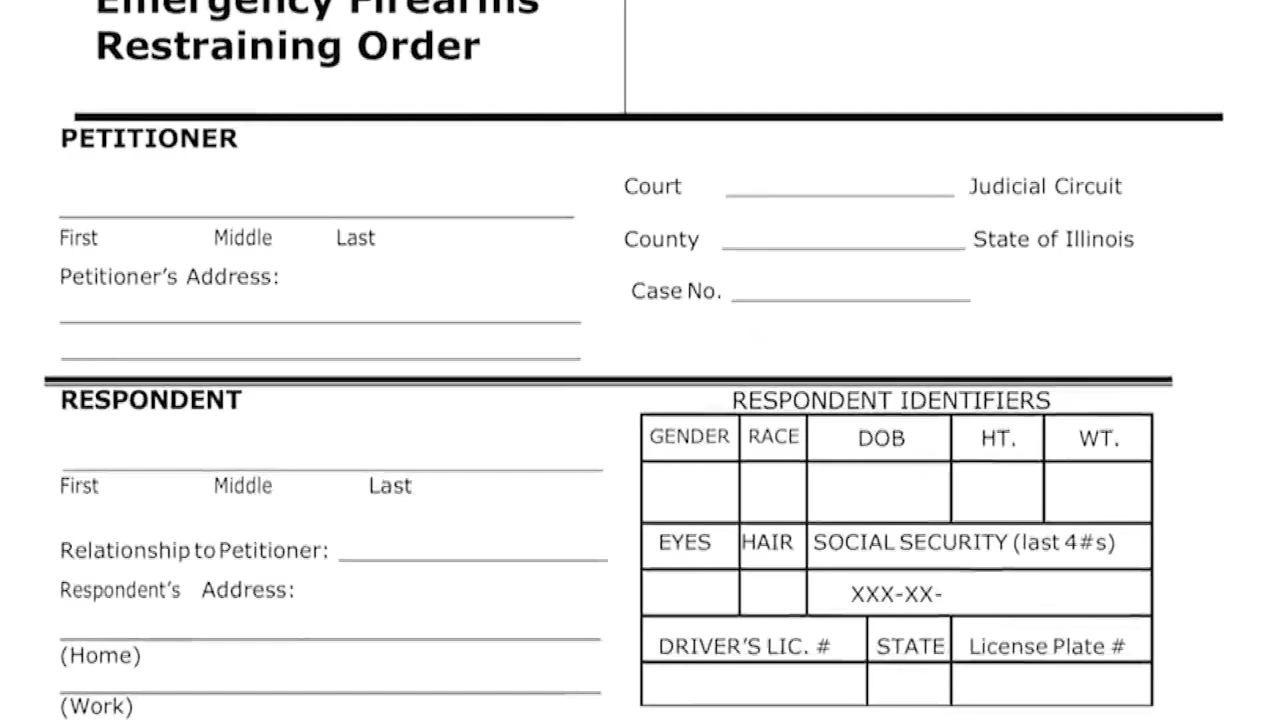 Emergency Firearms
Restraining Order
PETITIONER
First Middle Last
Petitioner's Address:
Court Judicial Circuit
County State of Illinois
Case No.
RESPONDENT
First Middle Last
Relationship to Petitioner:
Respondent's Address:
(Home)
(Work)
RESPONDENT IDENTIFIERS
GENDER RACE DOB HT. WT.
EYES HAIR SOCIAL SECURITY (last 4#s)
XXX-XX-
DRIVER'S LIC. # STATE License Plate #